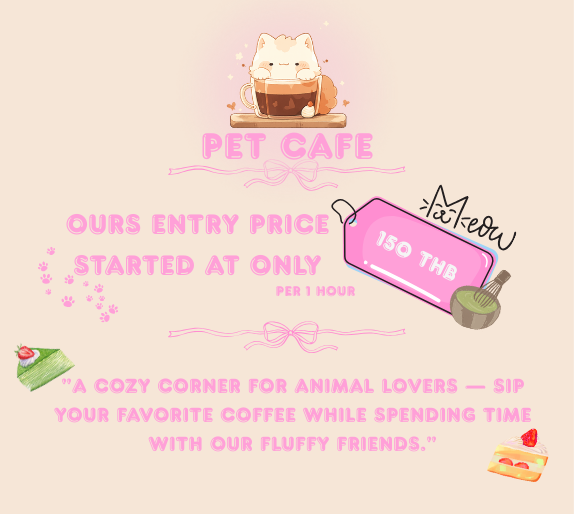 PET CAFE
OURS ENTRY PRICE
STARTED AT ONLY
PER 1 HOUR
Meow
150 THB
"A COZY CORNER FOR ANIMAL LOVERS — SIP
YOUR FAVORITE COFFEE WHILE SPENDING TIME
WITH OUR FLUFFY FRIENDS."